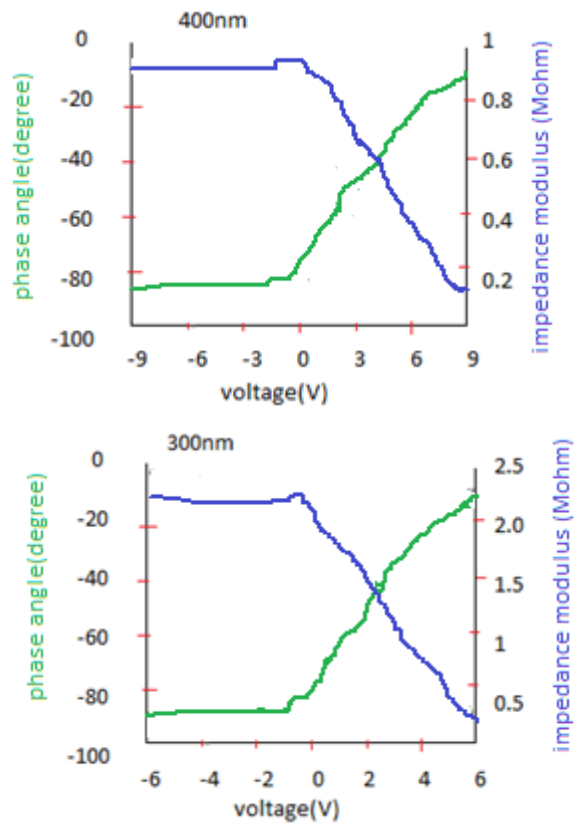 400nm
0
-20
-40
-60
-80
-100
phase angle(degree)
1
0.8
0.6
0.4
0.2
impedance modulus (Mohm)
-9 -6 -3 0 3 6 9
voltage(V)
300nm
0
-20
-40
-60
-80
-100
phase angle(degree)
2.5
2.0
1.5
1
0.5
impedance modulus (Mohm)
-6 -4 -2 0 2 4 6
voltage(V)